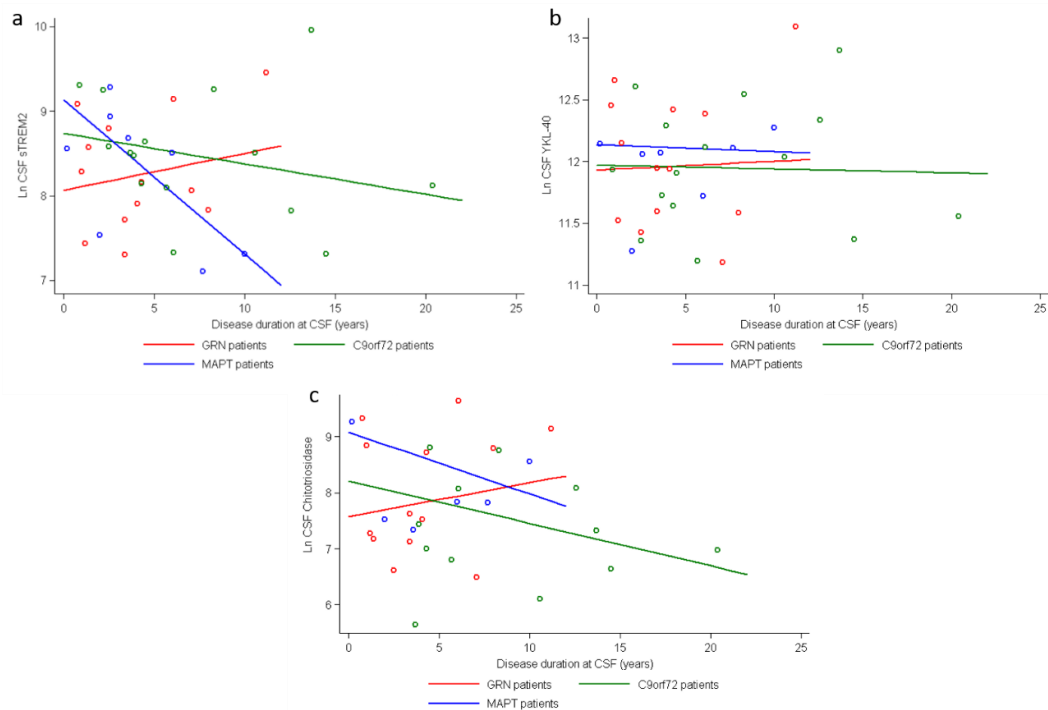 a
10
9
8
7
Ln CSF sTREM2
0 5 10 15 20 25
Disease duration at CSF (years)
GRN patients C9orf72 patients
MAPT patients
b
13
12.5
12
11.5
11
Ln CSF YKL-40
0 5 10 15 20 25
Disease duration at CSF (years)
GRN patients C9orf72 patients
MAPT patients
c
9
8
7
6
Ln CSF Chitotriosidase
0 5 10 15 20 25
Disease duration at CSF (years)
GRN patients C9orf72 patients
MAPT patients